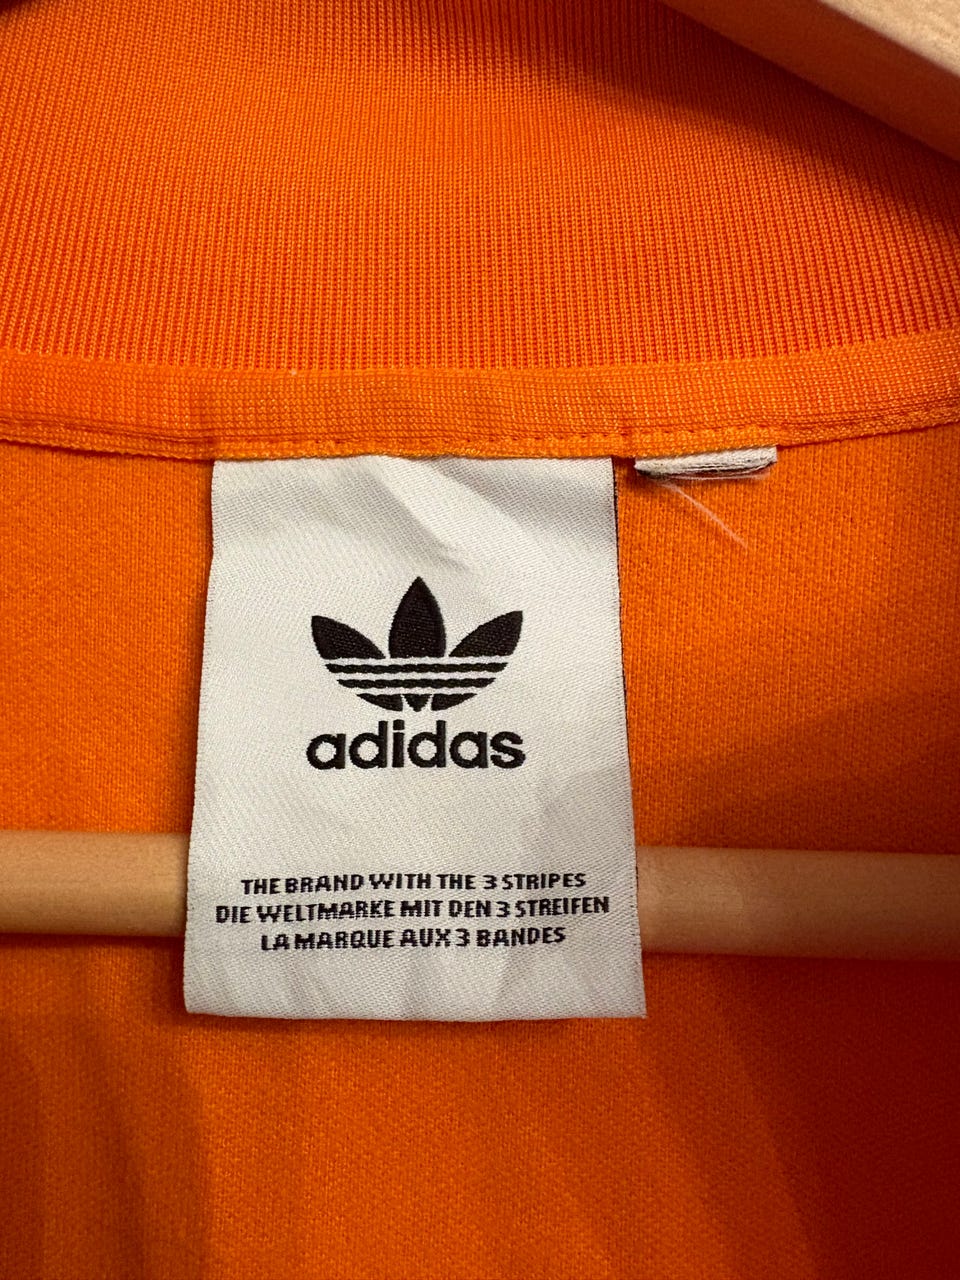 adidas
THE BRAND WITH THE 3 STRIPES
DIE WELTMARKE MIT DEN 3 STREIFEN
LA MARQUE AUX 3 BANDES